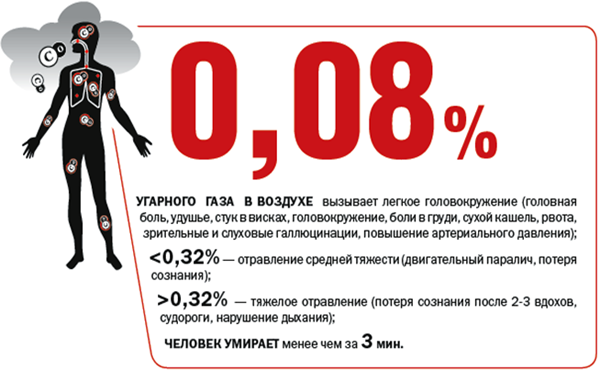 0,08%
УГАРНОГО ГАЗА В ВОЗДУХЕ вызывает легкое головокружение (головная
боль, удушье, стук в висках, головокружение, боли в груди, сухой кашель, рвота,
зрительные и слуховые галлюцинации, повышение артериального давления);
<0,32% — отравление средней тяжести (двигательный паралич, потеря
сознания);
>0,32% — тяжелое отравление (потеря сознания после 2-3 вдохов,
судороги, нарушение дыхания);
ЧЕЛОВЕК УМИРАЕТ менее чем за 3 мин.